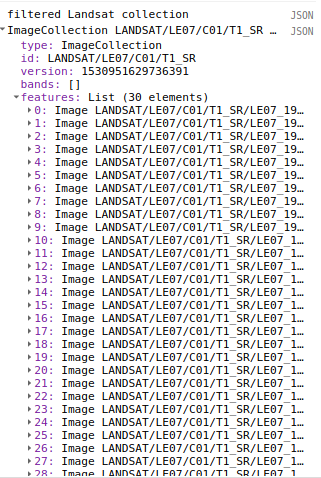 filtered Landsat collection JSON
ImageCollection LANDSAT/LE07/C01/T1_SR … JSON
type: ImageCollection
id: LANDSAT/LE07/C01/T1_SR
version: 1530951629736391
bands: []
features: List (30 elements)
0: Image LANDSAT/LE07/C01/T1_SR/LE07_19…
1: Image LANDSAT/LE07/C01/T1_SR/LE07_19…
2: Image LANDSAT/LE07/C01/T1_SR/LE07_19…
3: Image LANDSAT/LE07/C01/T1_SR/LE07_19…
4: Image LANDSAT/LE07/C01/T1_SR/LE07_19…
5: Image LANDSAT/LE07/C01/T1_SR/LE07_19…
6: Image LANDSAT/LE07/C01/T1_SR/LE07_19…
7: Image LANDSAT/LE07/C01/T1_SR/LE07_19…
8: Image LANDSAT/LE07/C01/T1_SR/LE07_19…
9: Image LANDSAT/LE07/C01/T1_SR/LE07_19…
10: Image LANDSAT/LE07/C01/T1_SR/LE07_1…
11: Image LANDSAT/LE07/C01/T1_SR/LE07_1…
12: Image LANDSAT/LE07/C01/T1_SR/LE07_1…
13: Image LANDSAT/LE07/C01/T1_SR/LE07_1…
14: Image LANDSAT/LE07/C01/T1_SR/LE07_1…
15: Image LANDSAT/LE07/C01/T1_SR/LE07_1…
16: Image LANDSAT/LE07/C01/T1_SR/LE07_1…
17: Image LANDSAT/LE07/C01/T1_SR/LE07_1…
18: Image LANDSAT/LE07/C01/T1_SR/LE07_1…
19: Image LANDSAT/LE07/C01/T1_SR/LE07_1…
20: Image LANDSAT/LE07/C01/T1_SR/LE07_1…
21: Image LANDSAT/LE07/C01/T1_SR/LE07_1…
22: Image LANDSAT/LE07/C01/T1_SR/LE07_1…
23: Image LANDSAT/LE07/C01/T1_SR/LE07_1…
24: Image LANDSAT/LE07/C01/T1_SR/LE07_1…
25: Image LANDSAT/LE07/C01/T1_SR/LE07_1…
26: Image LANDSAT/LE07/C01/T1_SR/LE07_1…
27: Image LANDSAT/LE07/C01/T1_SR/LE07_1…
28: Image LANDSAT/LE07/C01/T1_SR/LE07_1…